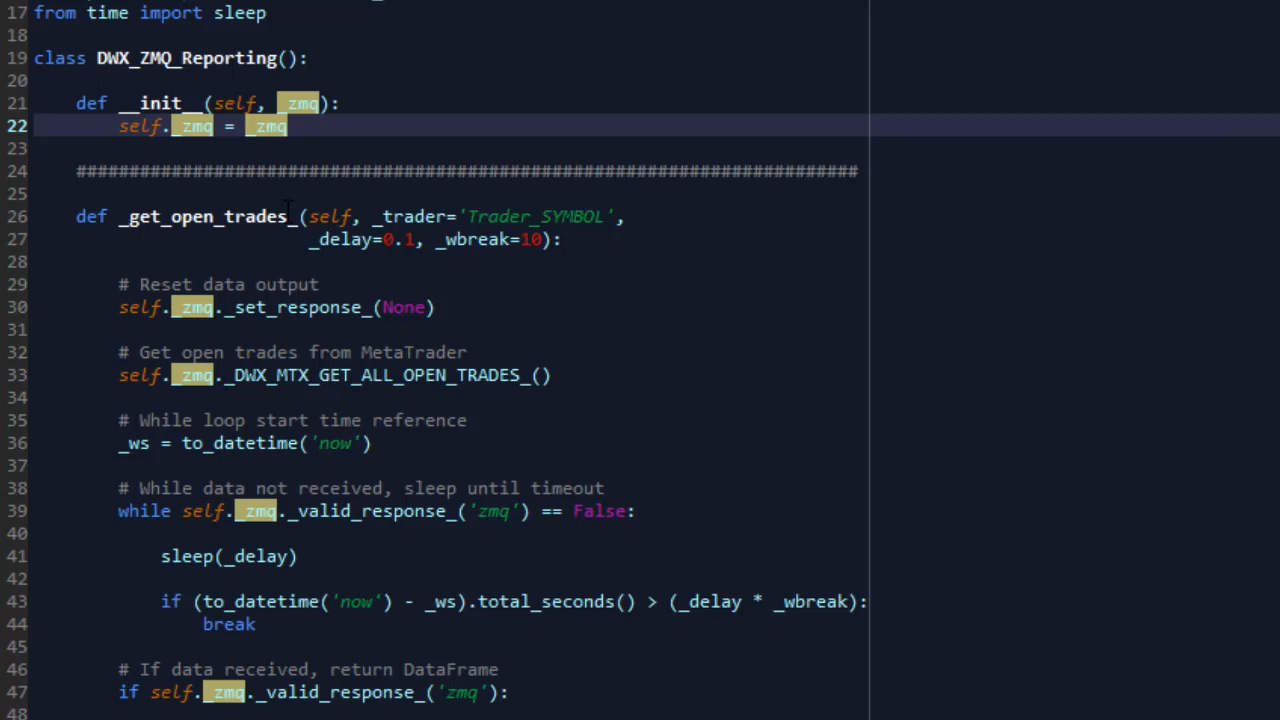 17 from time import sleep
18
19 class DWX_ZMQ_Reporting():
20
21     def __init__(self, _zmq):
22         self._zmq = _zmq
23
24     ##########################################################################
25
26     def _get_open_trades_(self, _trader='Trader_SYMBOL',
27                           _delay=0.1, _wbreak=10):
28
29         # Reset data output
30         self._zmq._set_response_(None)
31
32         # Get open trades from MetaTrader
33         self._zmq._DWX_MTX_GET_ALL_OPEN_TRADES_()
34
35         # While loop start time reference
36         _ws = to_datetime('now')
37
38         # While data not received, sleep until timeout
39         while self._zmq._valid_response_('zmq') == False:
40
41             sleep(_delay)
42
43             if (to_datetime('now') - _ws).total_seconds() > (_delay * _wbreak):
44                 break
45
46         # If data received, return DataFrame
47         if self._zmq._valid_response_('zmq'):
48